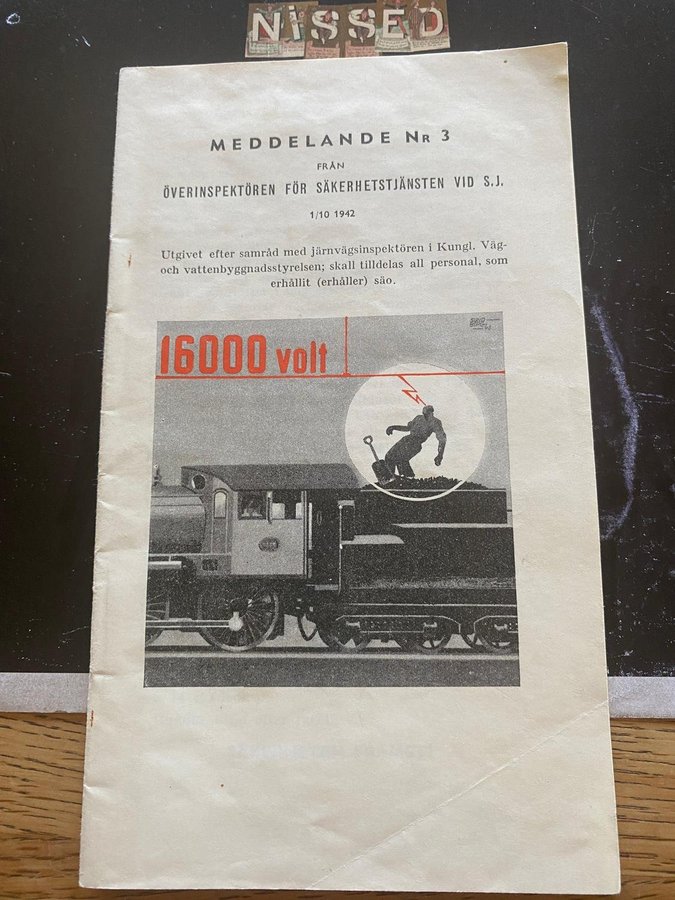 NiSSED
MEDDELANDE NR 3
FRÅN
ÖVERINSPEKTÖREN FÖR SÄKERHETSTJÄNSTEN VID S.J.
1/10 1942
Utgivet efter samråd med järnvägsinspektören i Kungl. Väg-
och vattenbyggnadsstyrelsen; skall tilldelas all personal, som
erhållit (erhåller) säo.
16000 volt